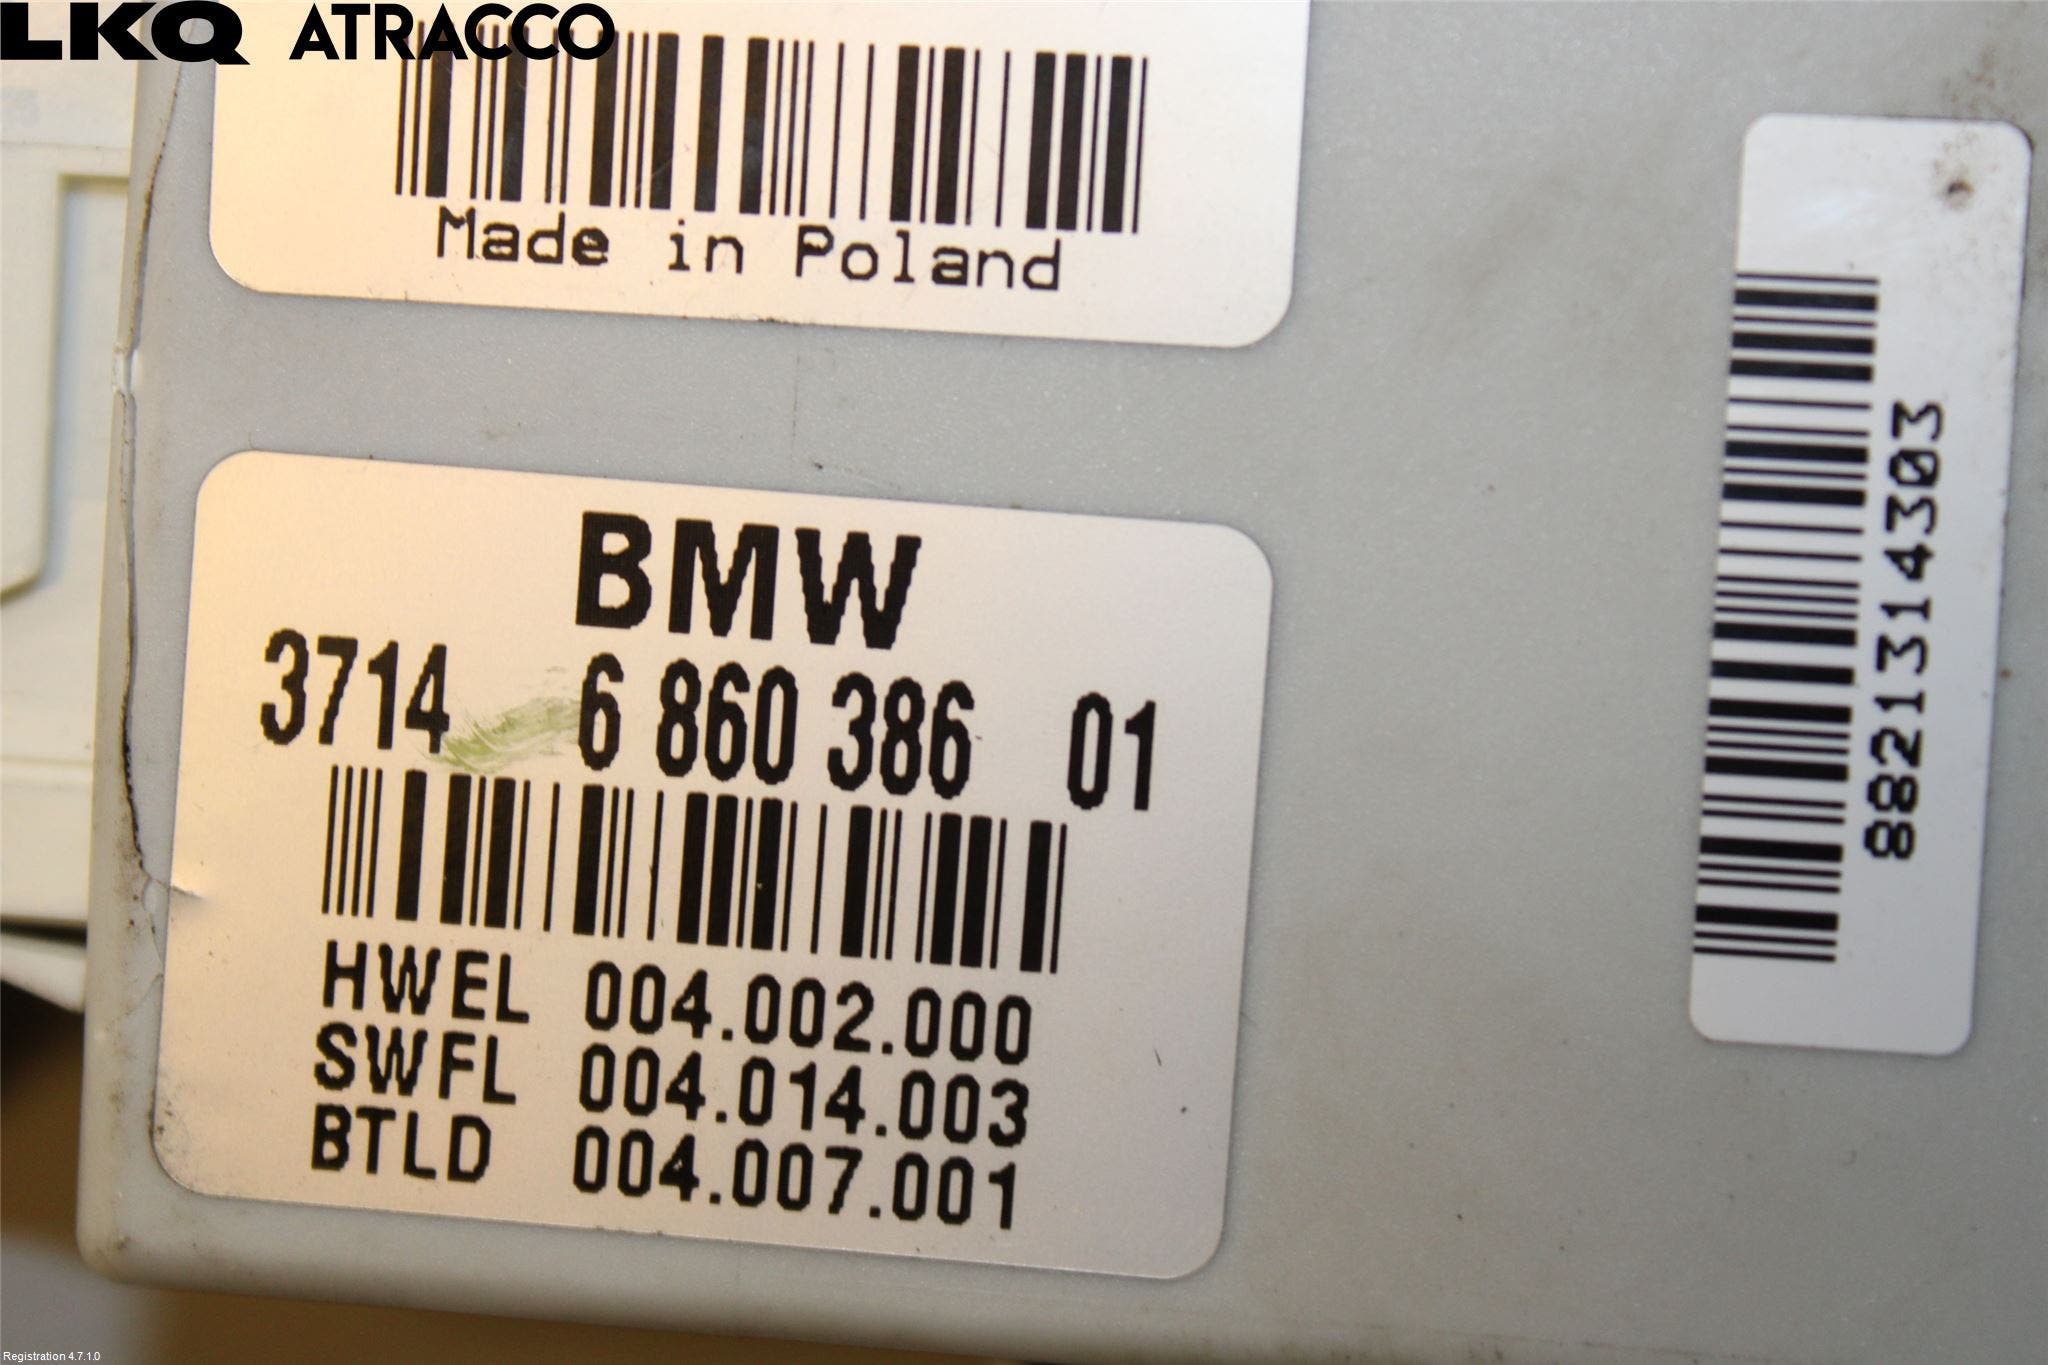 LKQ ATRACCO
Made in Poland
BMW
3714 6 860 386 01
HWEL 004.002.000
SWFL 004.014.003
BTLD 004.007.001
88213114303
Registration 4.7.1.0